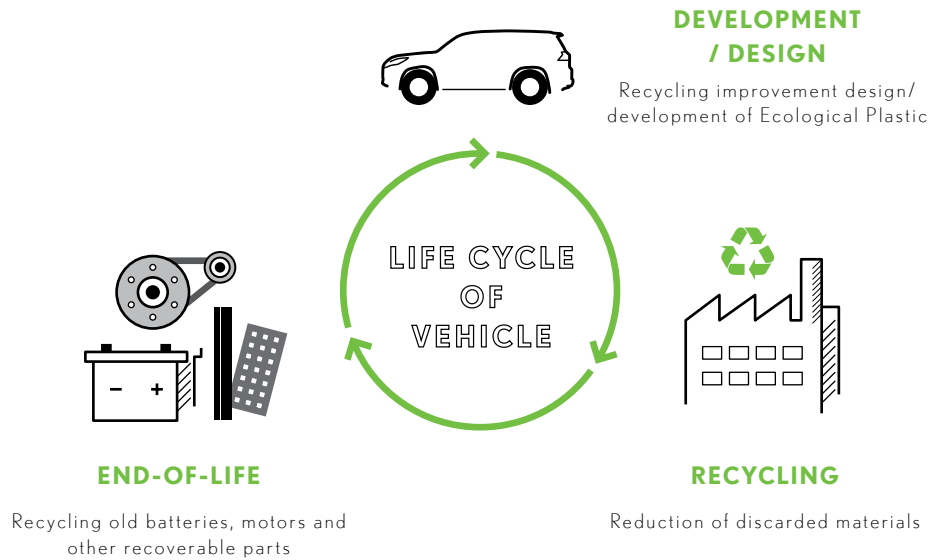 DEVELOPMENT
/ DESIGN
Recycling improvement design/
development of Ecological Plastic
LIFE CYCLE
OF
VEHICLE
END-OF-LIFE
Recycling old batteries, motors and
other recoverable parts
RECYCLING
Reduction of discarded materials